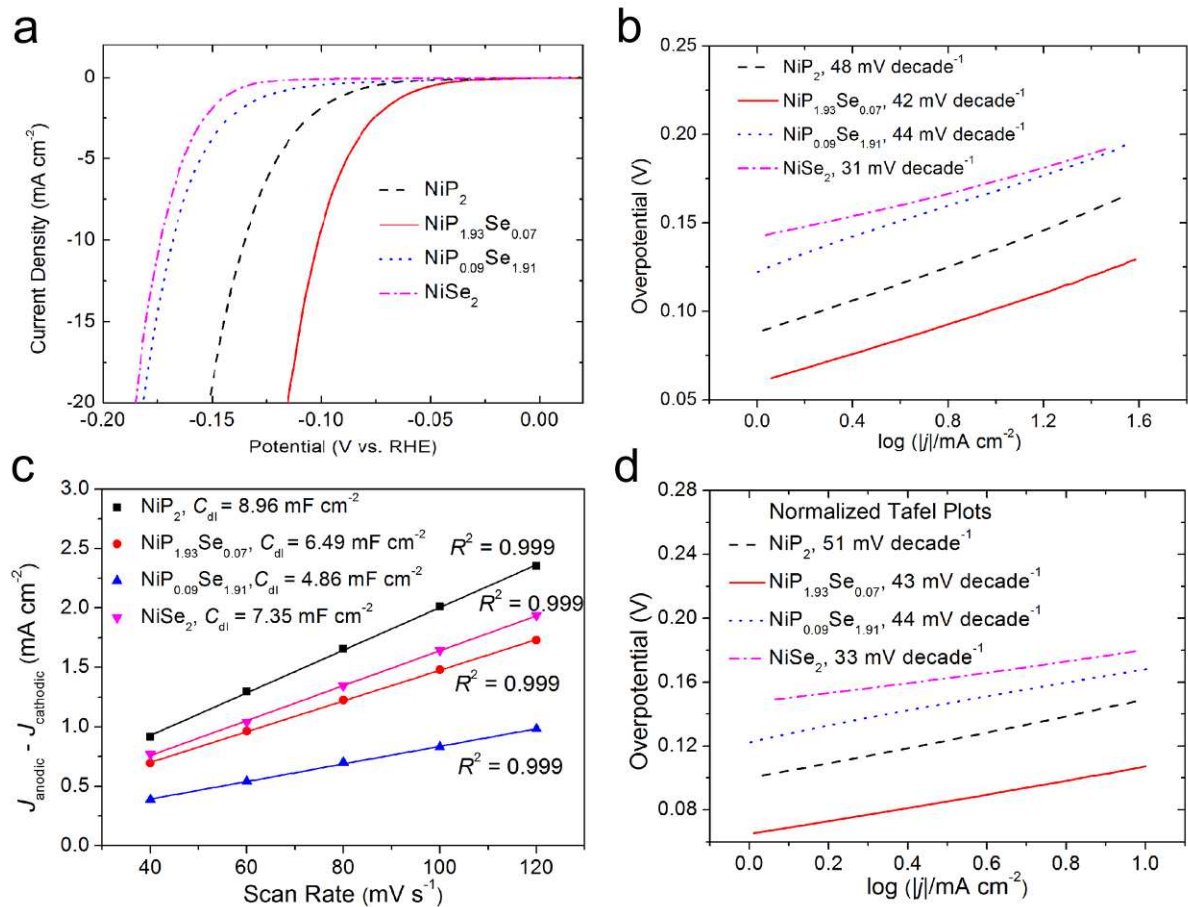 a
0
-5
-10
-15
-20
-0.20
-0.15
-0.10
-0.05
0.00
Current Density (mA cm⁻²)
Potential (V vs. RHE)
NiP₂
NiP₁.₉₃Se₀.₀₇
NiP₀.₀₉Se₁.₉₁
NiSe₂
b
0.25
0.20
0.15
0.10
0.05
0.0
0.4
0.8
1.2
1.6
Overpotential (V)
log (|j|/mA cm⁻²)
NiP₂, 48 mV decade⁻¹
NiP₁.₉₃Se₀.₀₇, 42 mV decade⁻¹
NiP₀.₀₉Se₁.₉₁, 44 mV decade⁻¹
NiSe₂, 31 mV decade⁻¹
c
3.0
2.5
2.0
1.5
1.0
0.5
0.0
40
60
80
100
120
J_anodic - J_cathodic (mA cm⁻²)
Scan Rate (mV s⁻¹)
NiP₂, C_dl = 8.96 mF cm⁻²
NiP₁.₉₃Se₀.₀₇, C_dl = 6.49 mF cm⁻²
NiP₀.₀₉Se₁.₉₁, C_dl = 4.86 mF cm⁻²
NiSe₂, C_dl = 7.35 mF cm⁻²
R² = 0.999
R² = 0.999
R² = 0.999
R² = 0.999
d
0.28
0.24
0.20
0.16
0.12
0.08
0.0
0.2
0.4
0.6
0.8
1.0
Overpotential (V)
log (|j|/mA cm⁻²)
Normalized Tafel Plots
NiP₂, 51 mV decade⁻¹
NiP₁.₉₃Se₀.₀₇, 43 mV decade⁻¹
NiP₀.₀₉Se₁.₉₁, 44 mV decade⁻¹
NiSe₂, 33 mV decade⁻¹